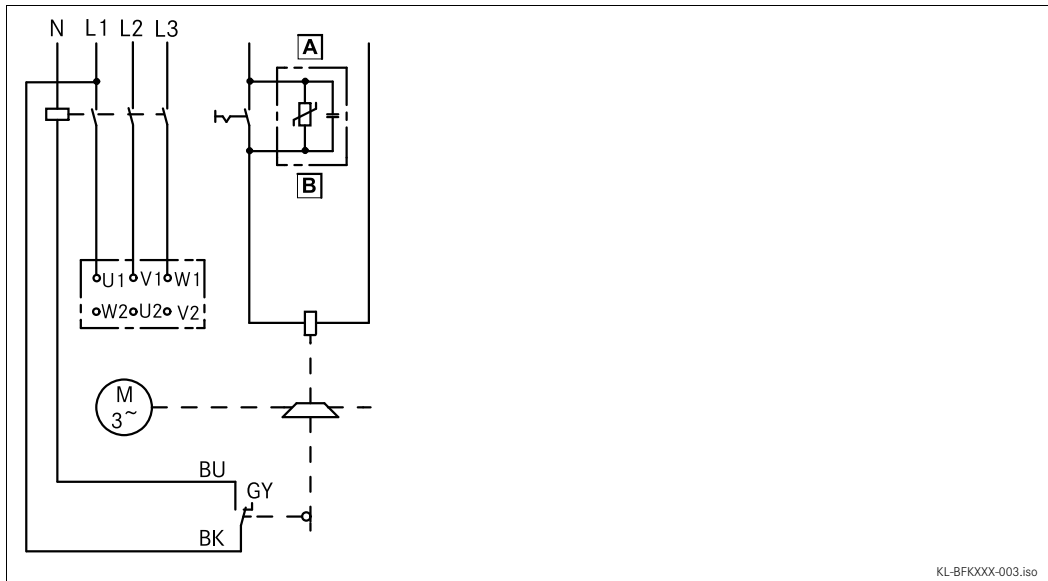 N L1 L2 L3
A
B
U1 V1 W1
W2 U2 V2
M
3~
BU
GY
BK
KL-BFKXXX-003.iso